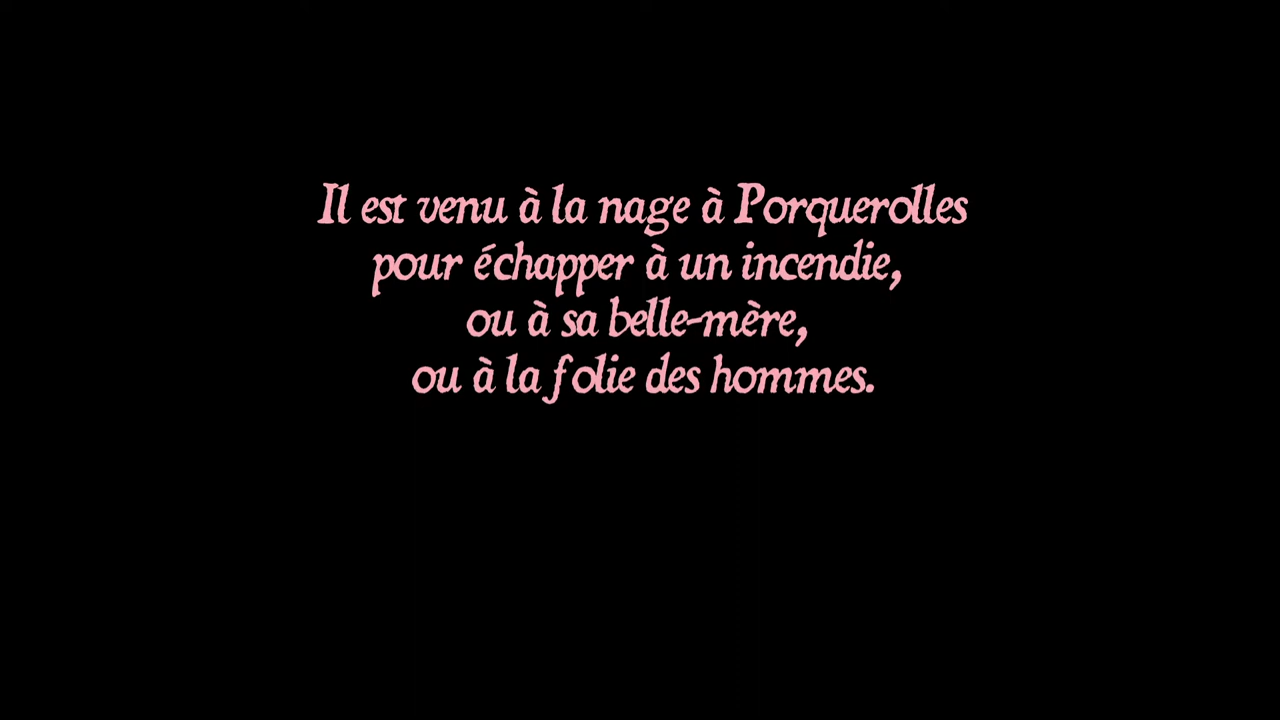 Il est venu à la nage à Porquerolles
pour échapper à un incendie,
ou à sa belle-mère,
ou à la folie des hommes.